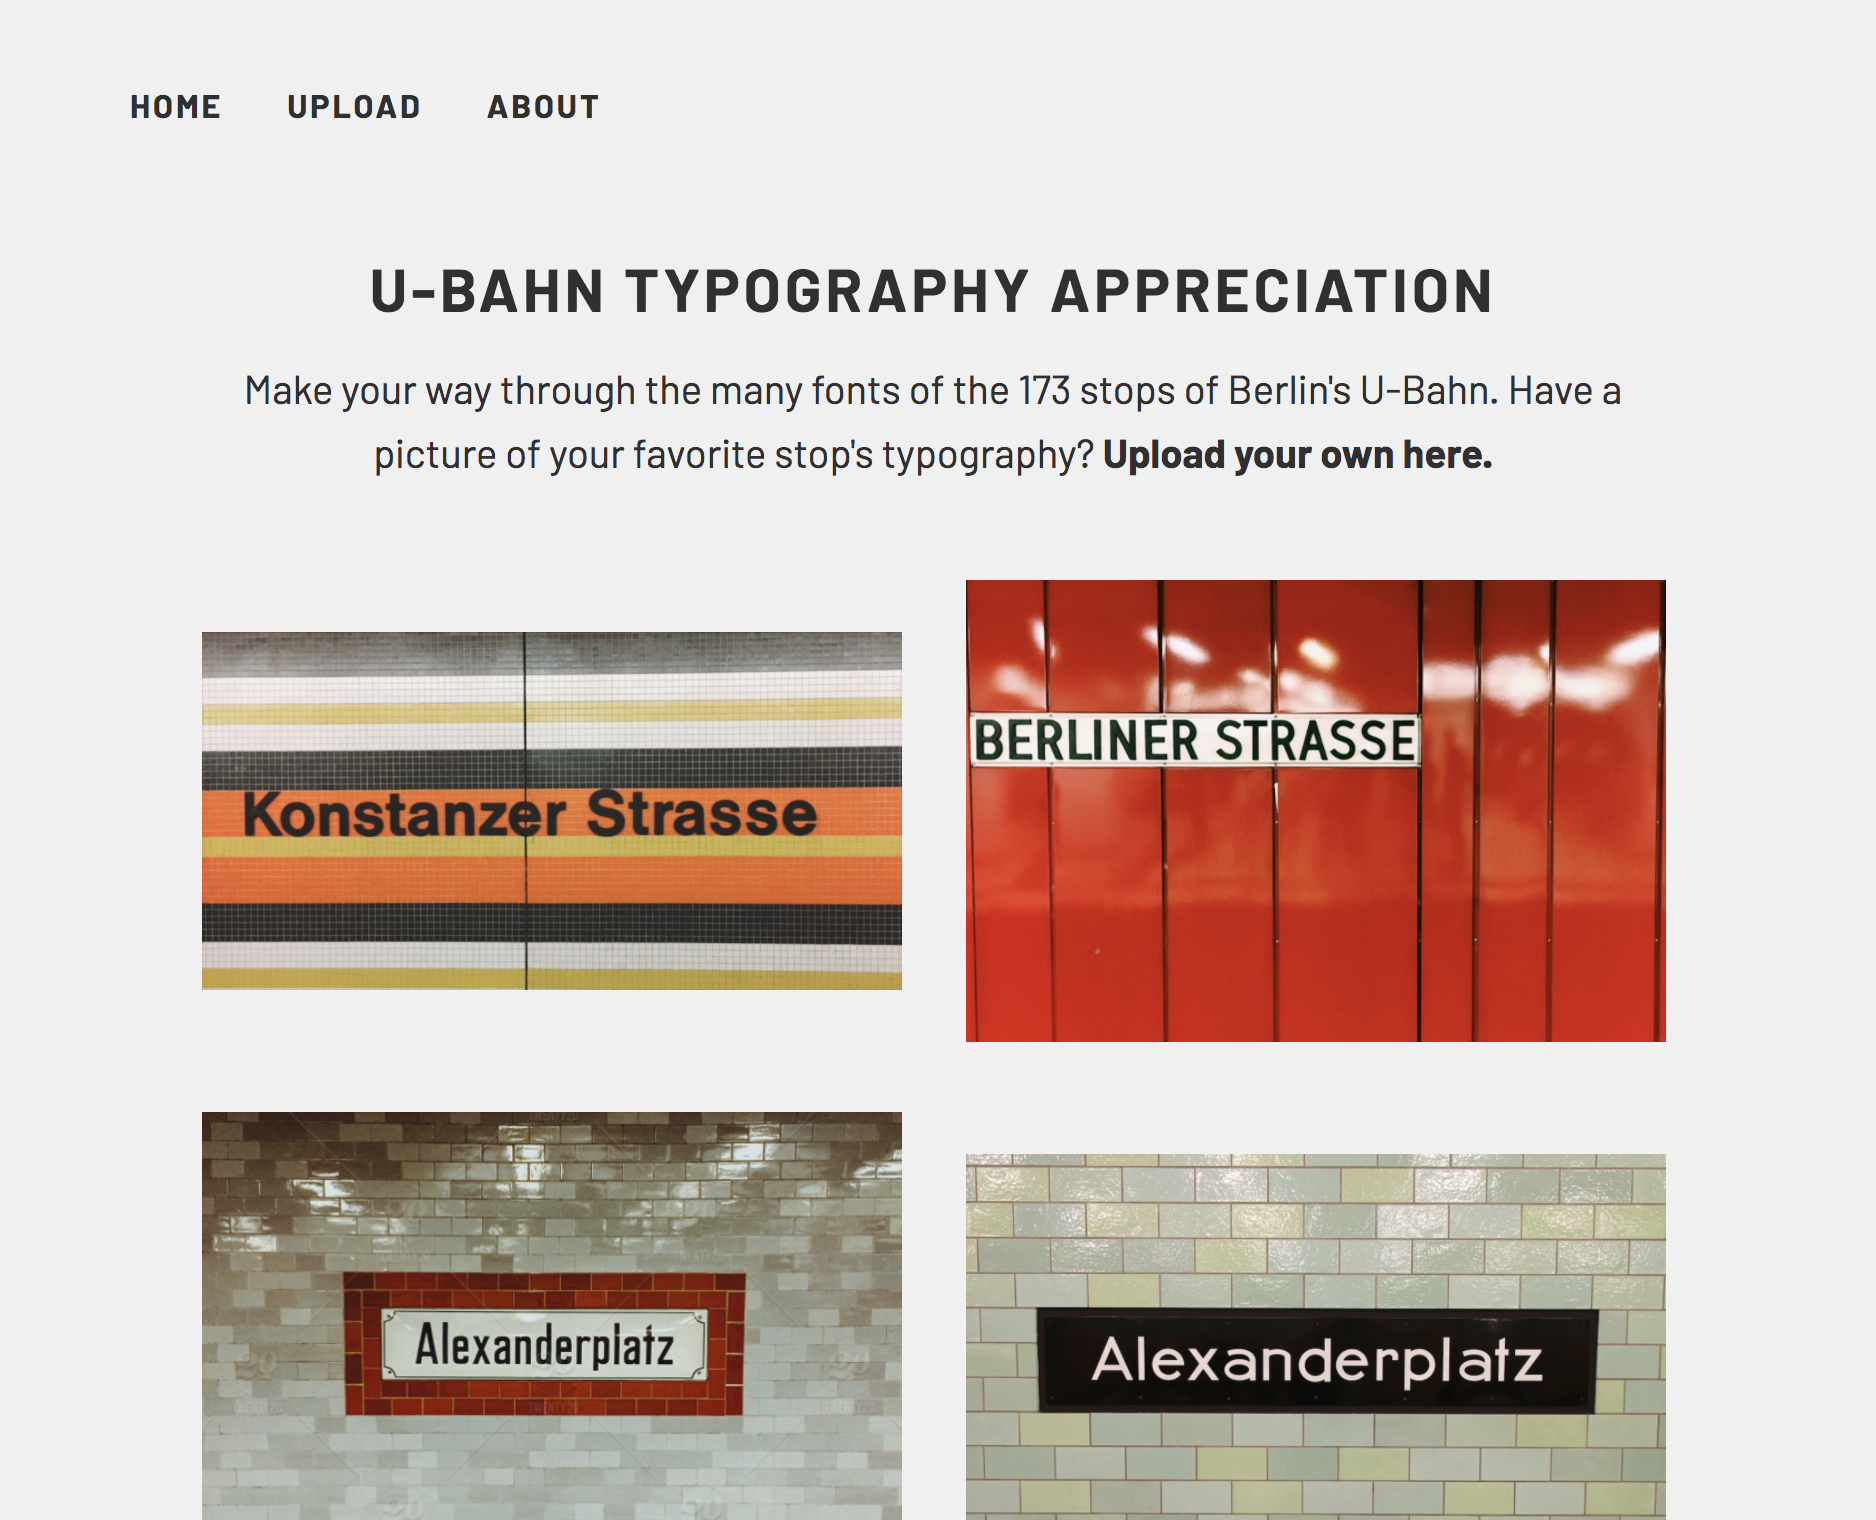 HOME UPLOAD ABOUT
U-BAHN TYPOGRAPHY APPRECIATION
Make your way through the many fonts of the 173 stops of Berlin's U-Bahn. Have a
picture of your favorite stop's typography? Upload your own here.
Konstanzer Strasse
BERLINER STRASSE
Alexanderplatz
TWENTY20
Alexanderplatz